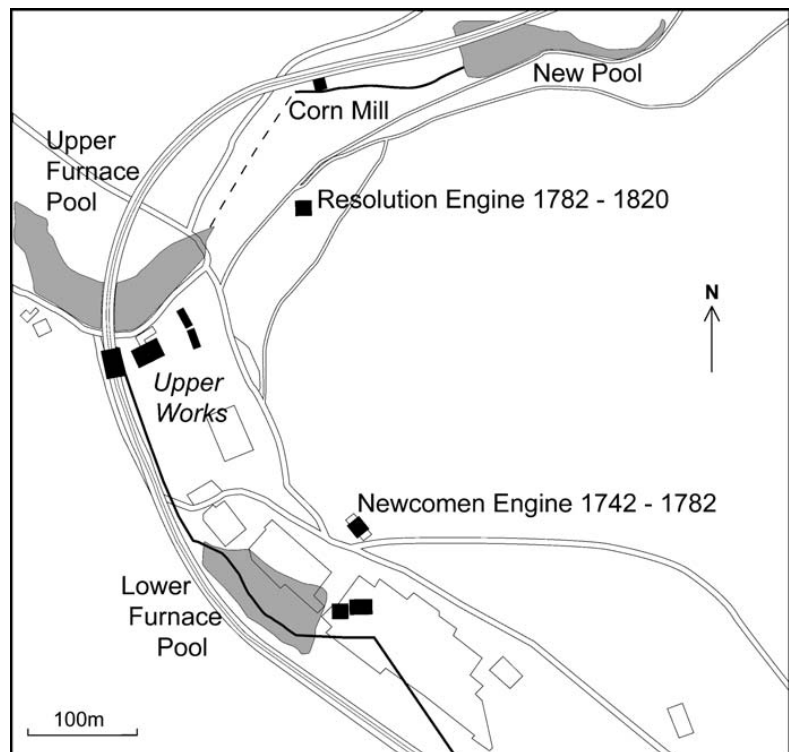 New Pool
Corn Mill
Upper
Furnace
Pool
Resolution Engine 1782 - 1820
N
Upper
Works
Newcomen Engine 1742 - 1782
Lower
Furnace
Pool
100m